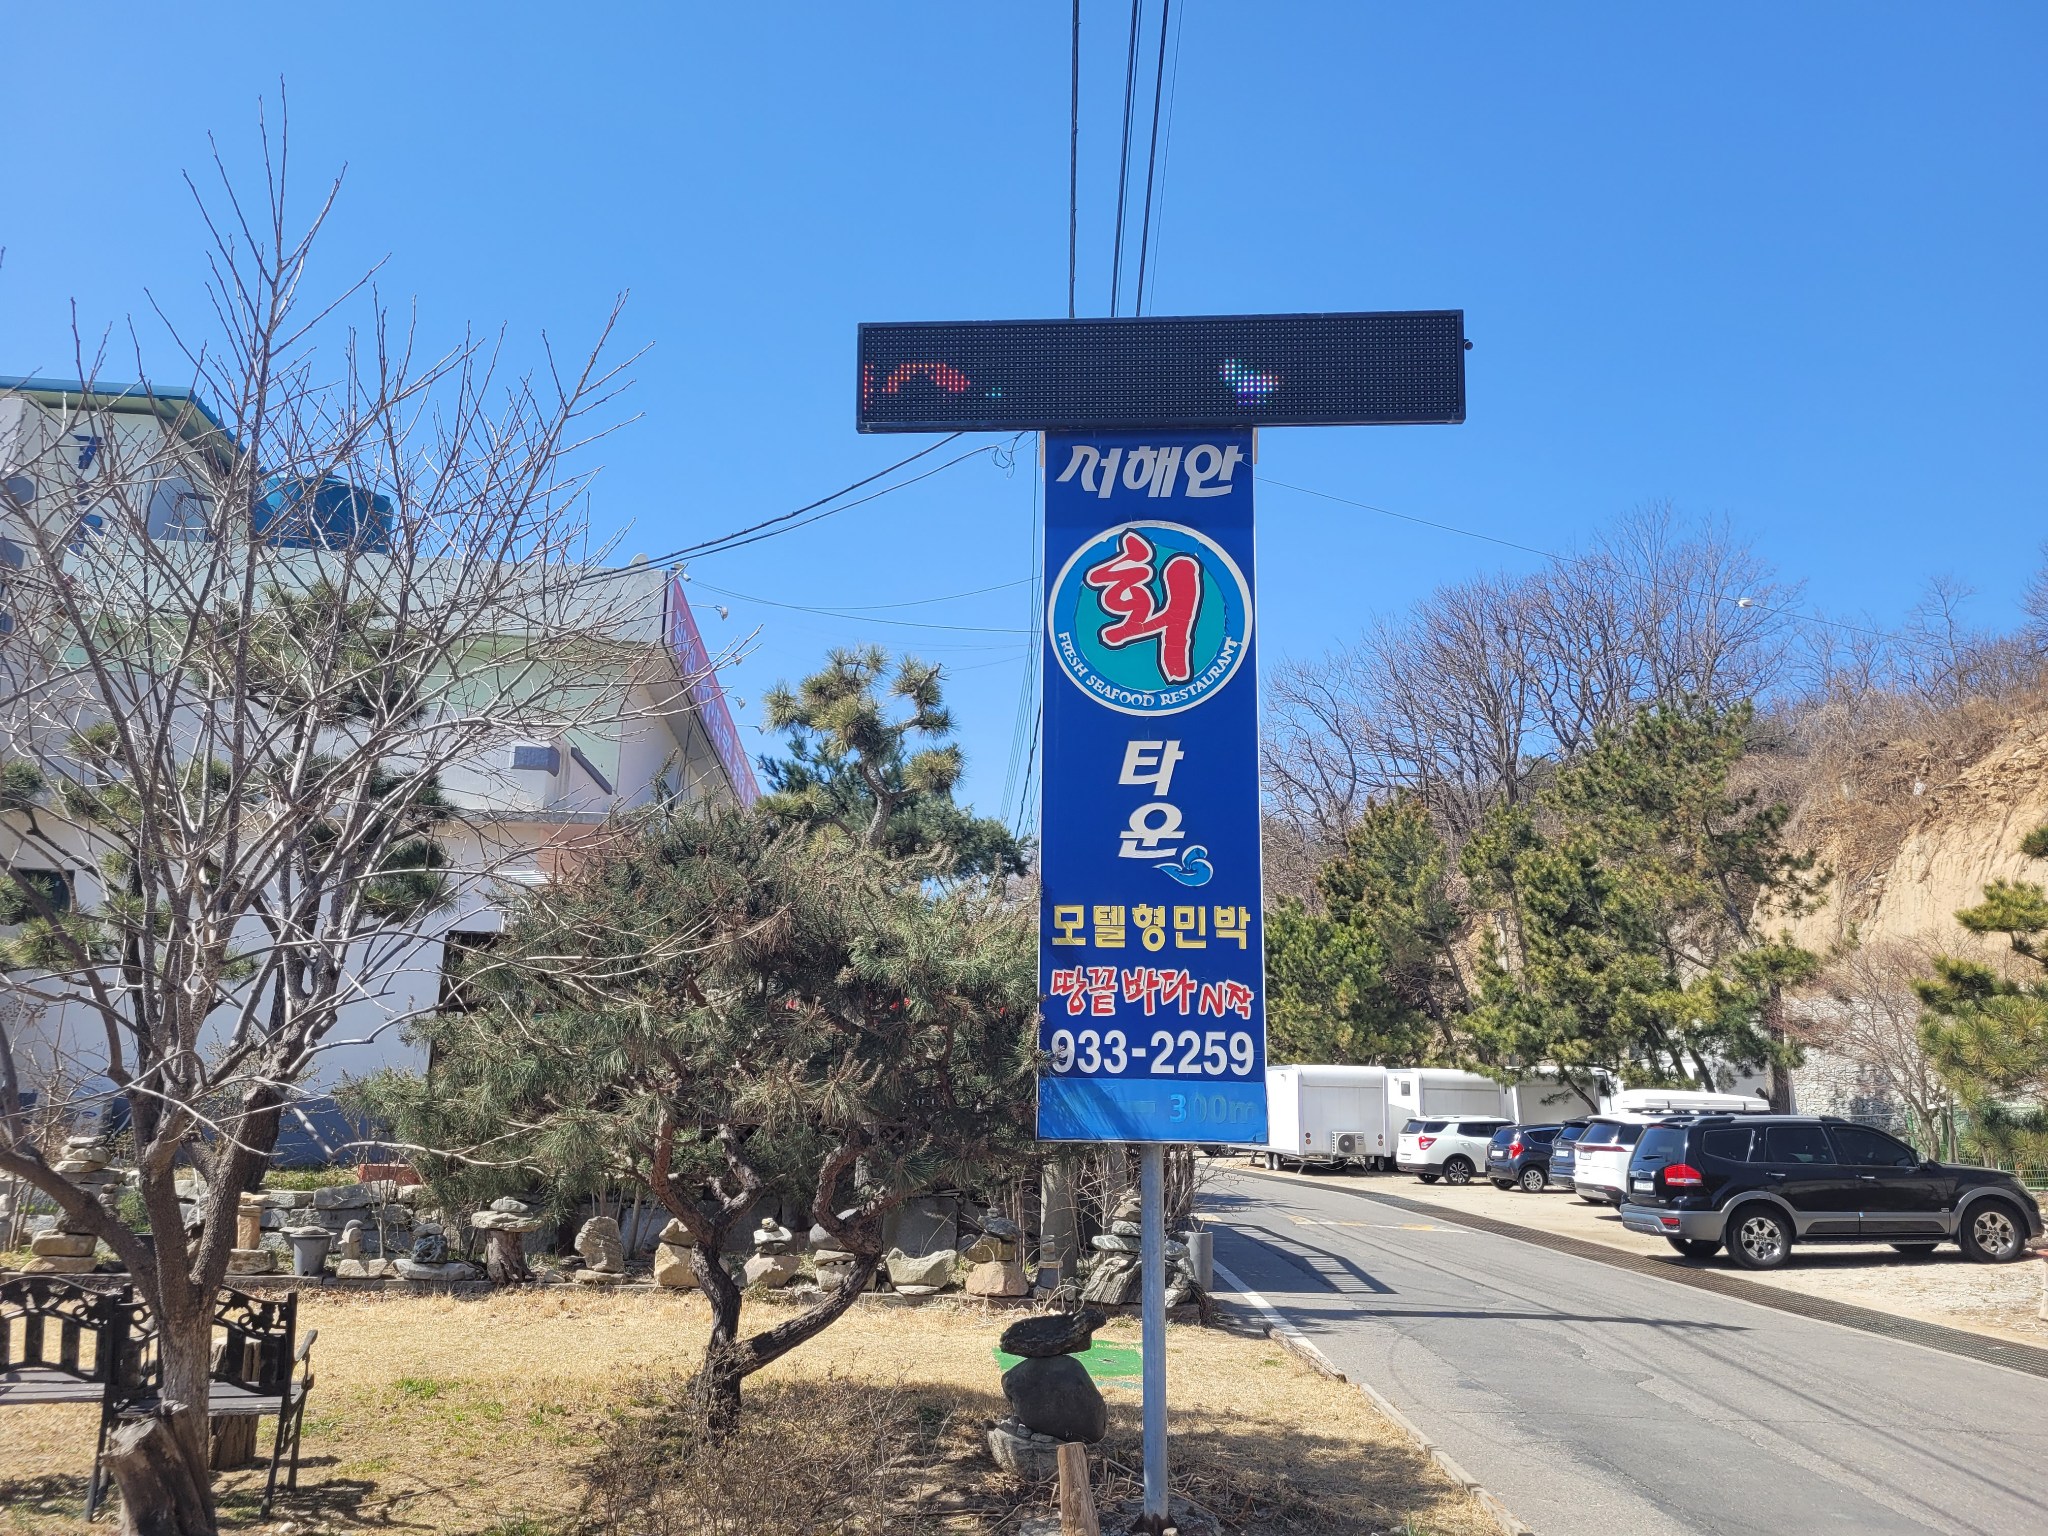 서해안
회
FRESH SEAFOOD RESTAURANT
타
운
모텔형민박
땅끝 바다 시작
933-2259
300m